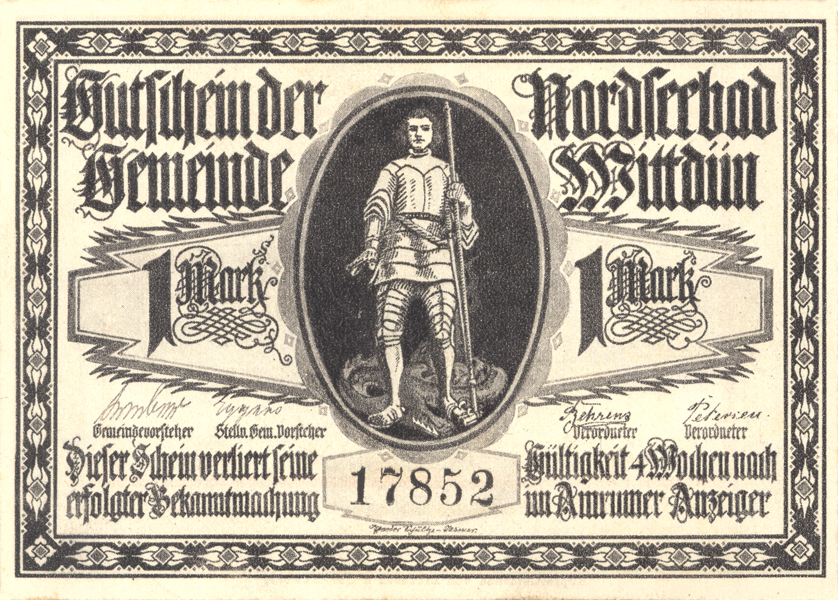 Gutschein der Nordseebad
Gemeinde Wittdün
1 Mark 1 Mark
Behrens Petersen.
Gemeindevorsteher Stellv. Gem. Vorsteher Verordneter Verordneter
Dieser Schein verliert seine Gültigkeit 4 Wochen nach
erfolgter Bekanntmachung im Amrumer Anzeiger
17852